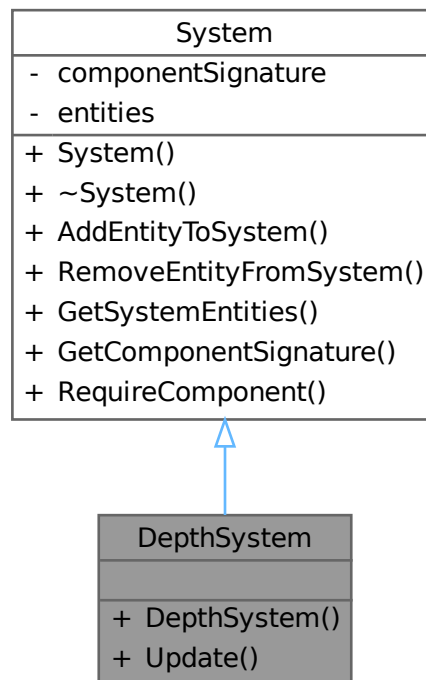 System
- componentSignature
- entities
+ System()
+ ~System()
+ AddEntityToSystem()
+ RemoveEntityFromSystem()
+ GetSystemEntities()
+ GetComponentSignature()
+ RequireComponent()
DepthSystem
+ DepthSystem()
+ Update()